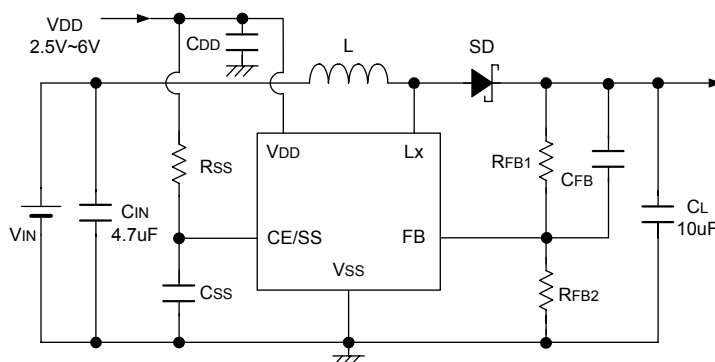 VDD
2.5V~6V
CDD
L
SD
VDD
Lx
RSS
RFB1
CFB
CIN
4.7uF
VIN
CL
10uF
CE/SS
FB
VSS
CSS
RFB2